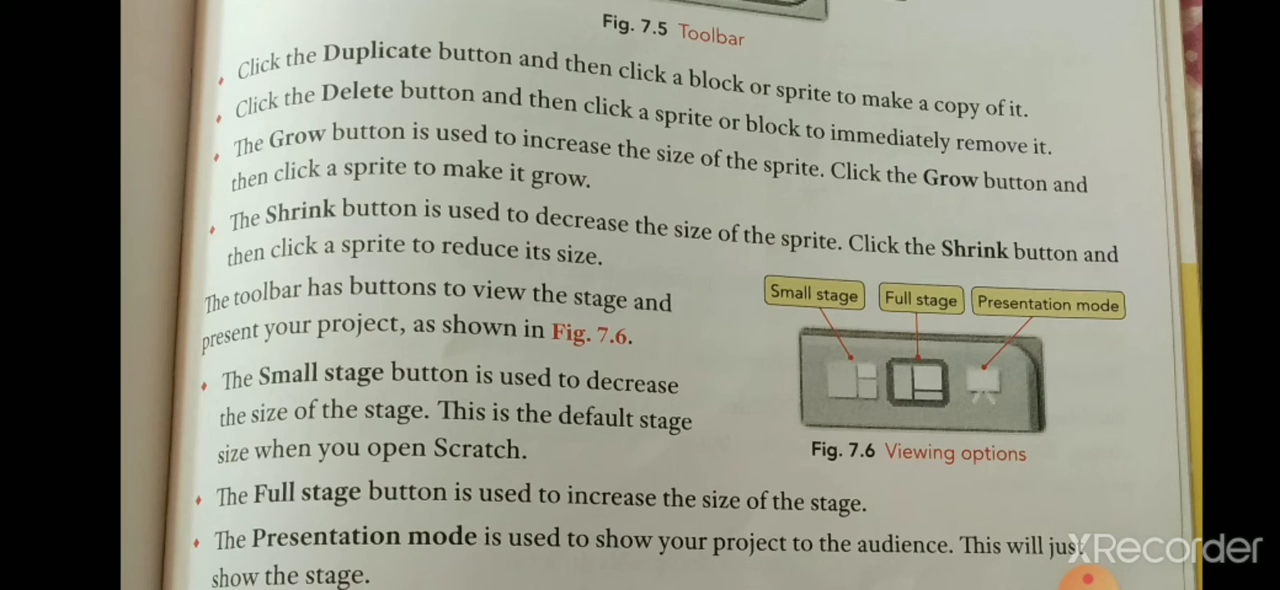 Fig. 7.5 Toolbar
♦ Click the Duplicate button and then click a block or sprite to make a copy of it.
♦ Click the Delete button and then click a sprite or block to immediately remove it.
♦ The Grow button is used to increase the size of the sprite. Click the Grow button and
then click a sprite to make it grow.
♦ The Shrink button is used to decrease the size of the sprite. Click the Shrink button and
then click a sprite to reduce its size.
The toolbar has buttons to view the stage and
present your project, as shown in Fig. 7.6.
♦ The Small stage button is used to decrease
the size of the stage. This is the default stage
size when you open Scratch.
Small stage
Full stage
Presentation mode
Fig. 7.6 Viewing options
♦ The Full stage button is used to increase the size of the stage.
♦ The Presentation mode is used to show your project to the audience. This will just
show the stage.
XRecorder